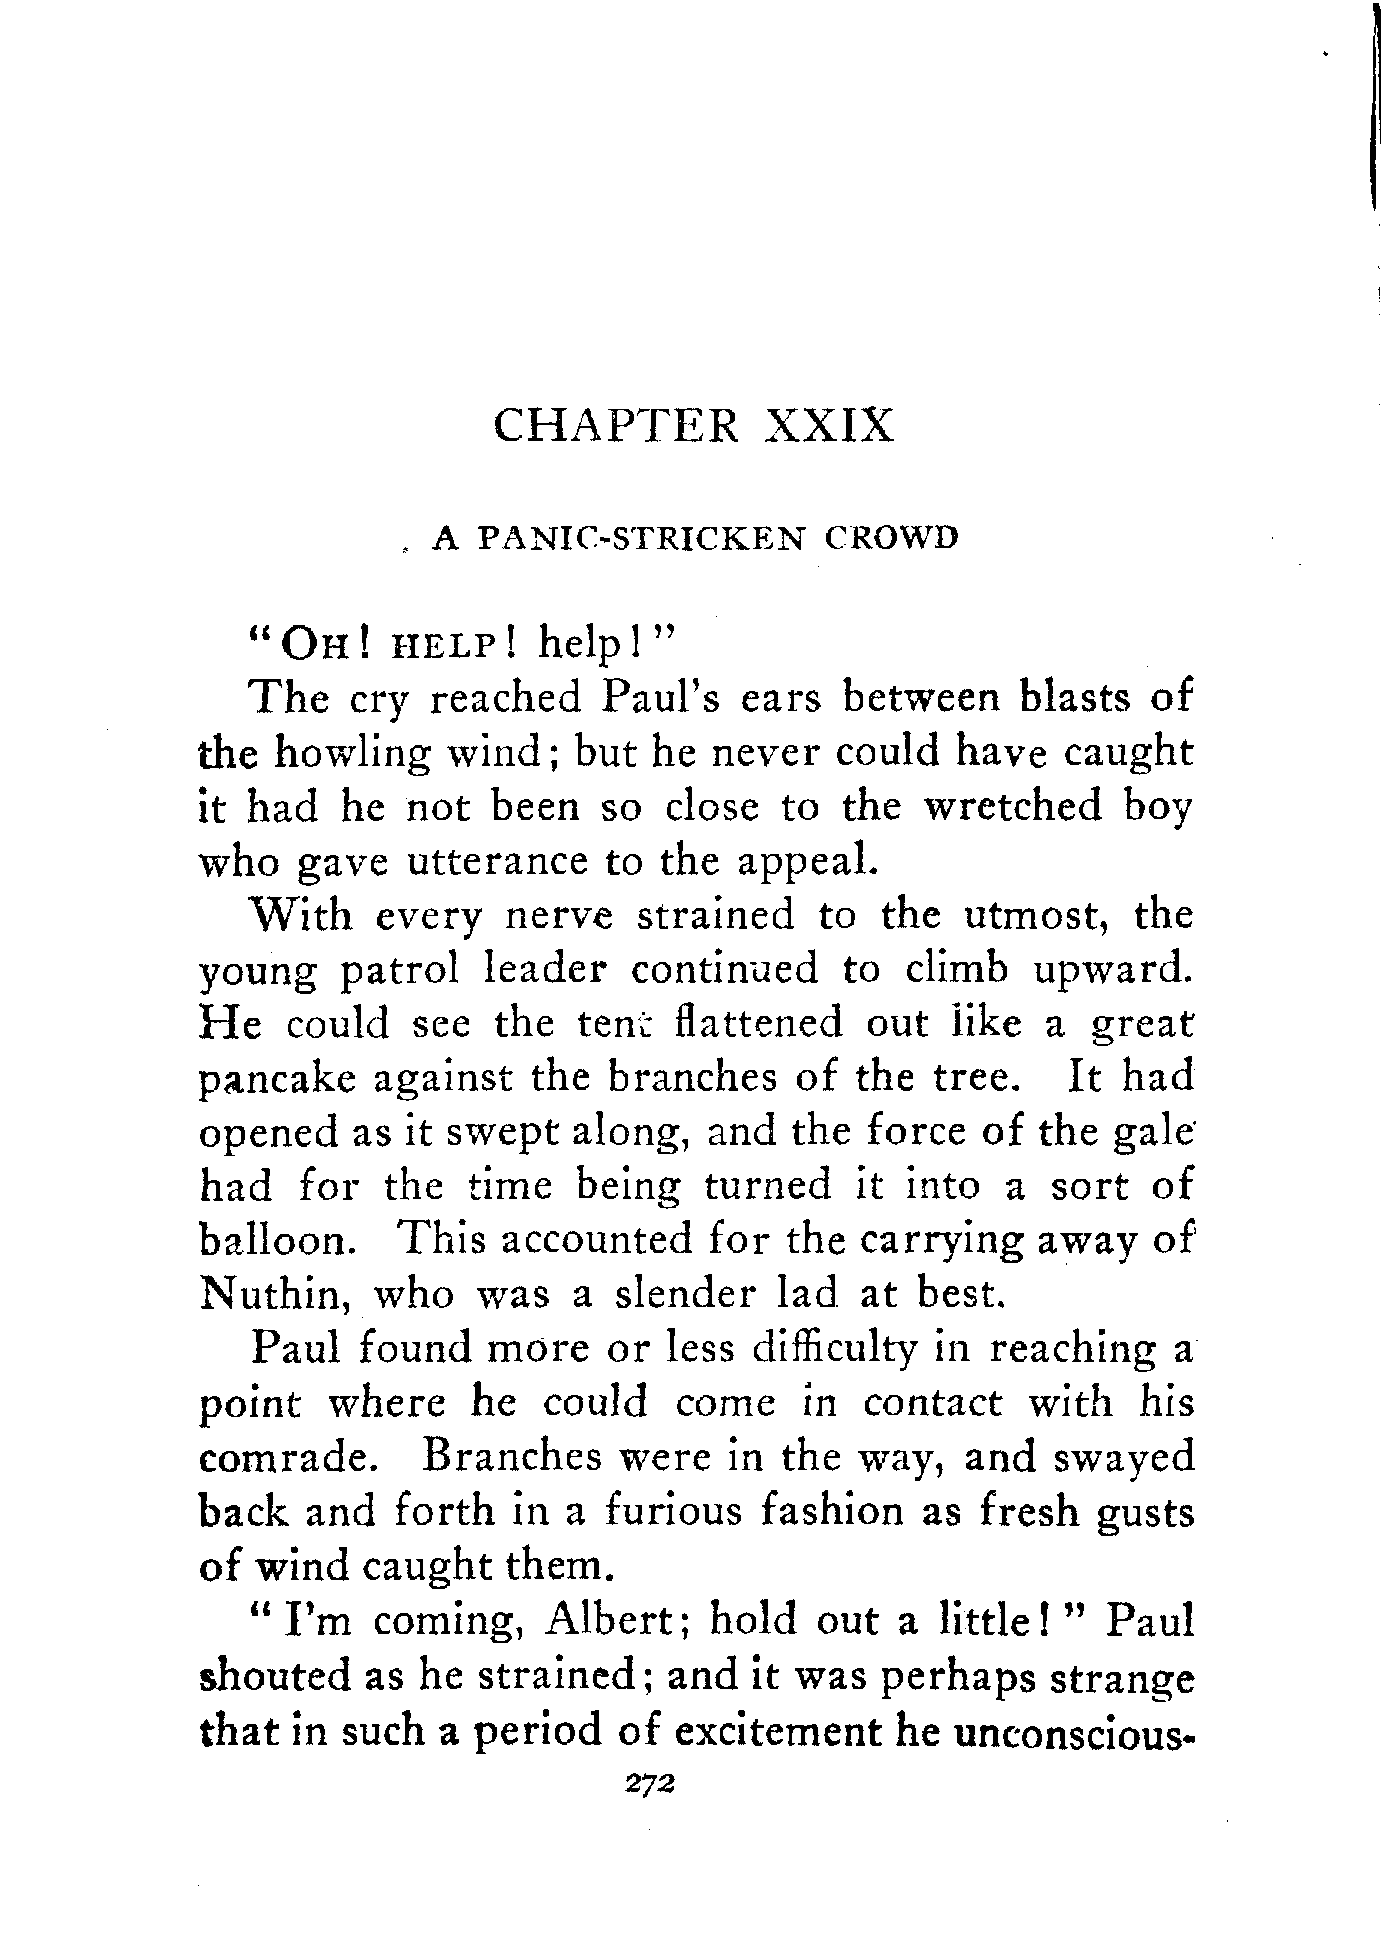 CHAPTER XXIX
A PANIC-STRICKEN CROWD
"OH! HELP! help!"
The cry reached Paul's ears between blasts of
the howling wind; but he never could have caught
it had he not been so close to the wretched boy
who gave utterance to the appeal.
With every nerve strained to the utmost, the
young patrol leader continued to climb upward.
He could see the tent flattened out like a great
pancake against the branches of the tree. It had
opened as it swept along, and the force of the gale
had for the time being turned it into a sort of
balloon. This accounted for the carrying away of
Nuthin, who was a slender lad at best.
Paul found more or less difficulty in reaching a
point where he could come in contact with his
comrade. Branches were in the way, and swayed
back and forth in a furious fashion as fresh gusts
of wind caught them.
"I'm coming, Albert; hold out a little!" Paul
shouted as he strained; and it was perhaps strange
that in such a period of excitement he unconscious-
272